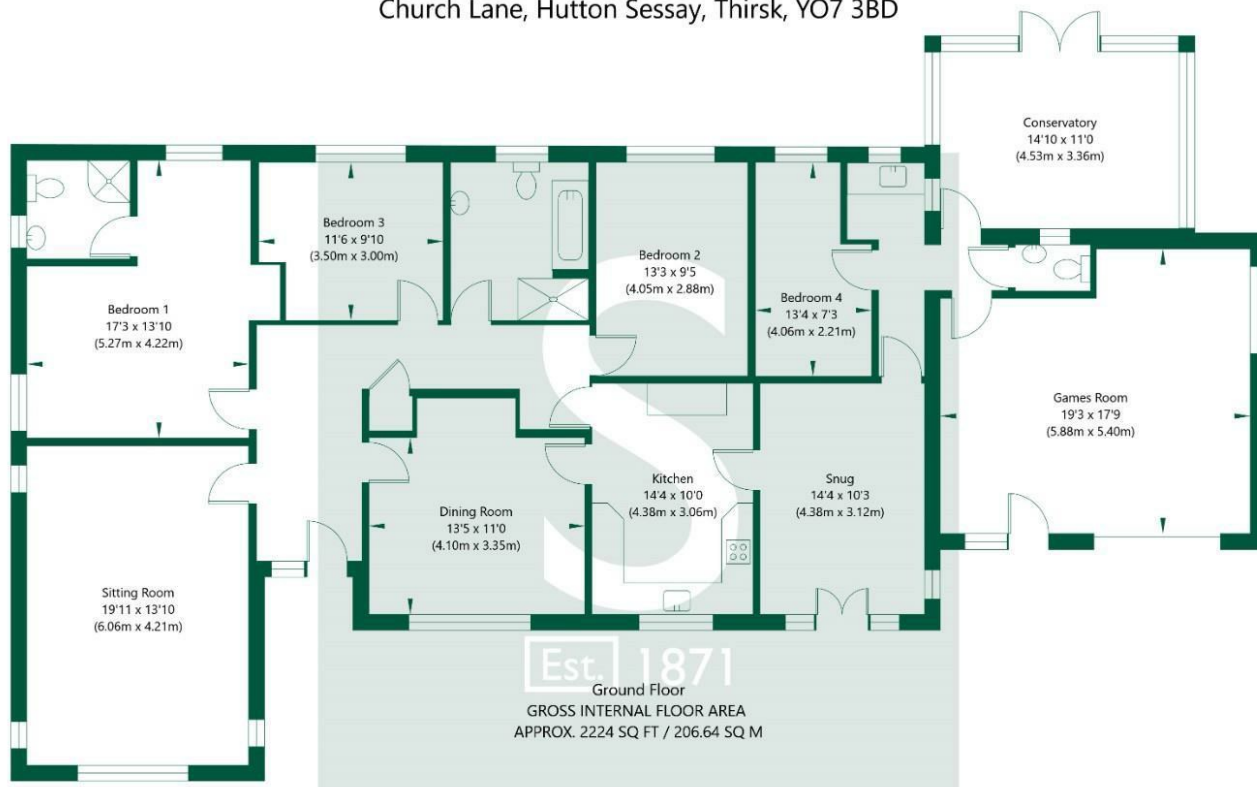 Church Lane, Hutton Sessay, Thirsk, YO7 3BD
Conservatory
14'10 x 11'0
(4.53m x 3.36m)
Bedroom 3
11'6 x 9'10
(3.50m x 3.00m)
Bedroom 2
13'3 x 9'5
(4.05m x 2.88m)
Bedroom 1
17'3 x 13'10
(5.27m x 4.22m)
Bedroom 4
13'4 x 7'3
(4.06m x 2.21m)
Games Room
19'3 x 17'9
(5.88m x 5.40m)
Kitchen
14'4 x 10'0
(4.38m x 3.06m)
Snug
14'4 x 10'3
(4.38m x 3.12m)
Dining Room
13'5 x 11'0
(4.10m x 3.35m)
Sitting Room
19'11 x 13'10
(6.06m x 4.21m)
S
Est. 1871
Ground Floor
GROSS INTERNAL FLOOR AREA
APPROX. 2224 SQ FT / 206.64 SQ M